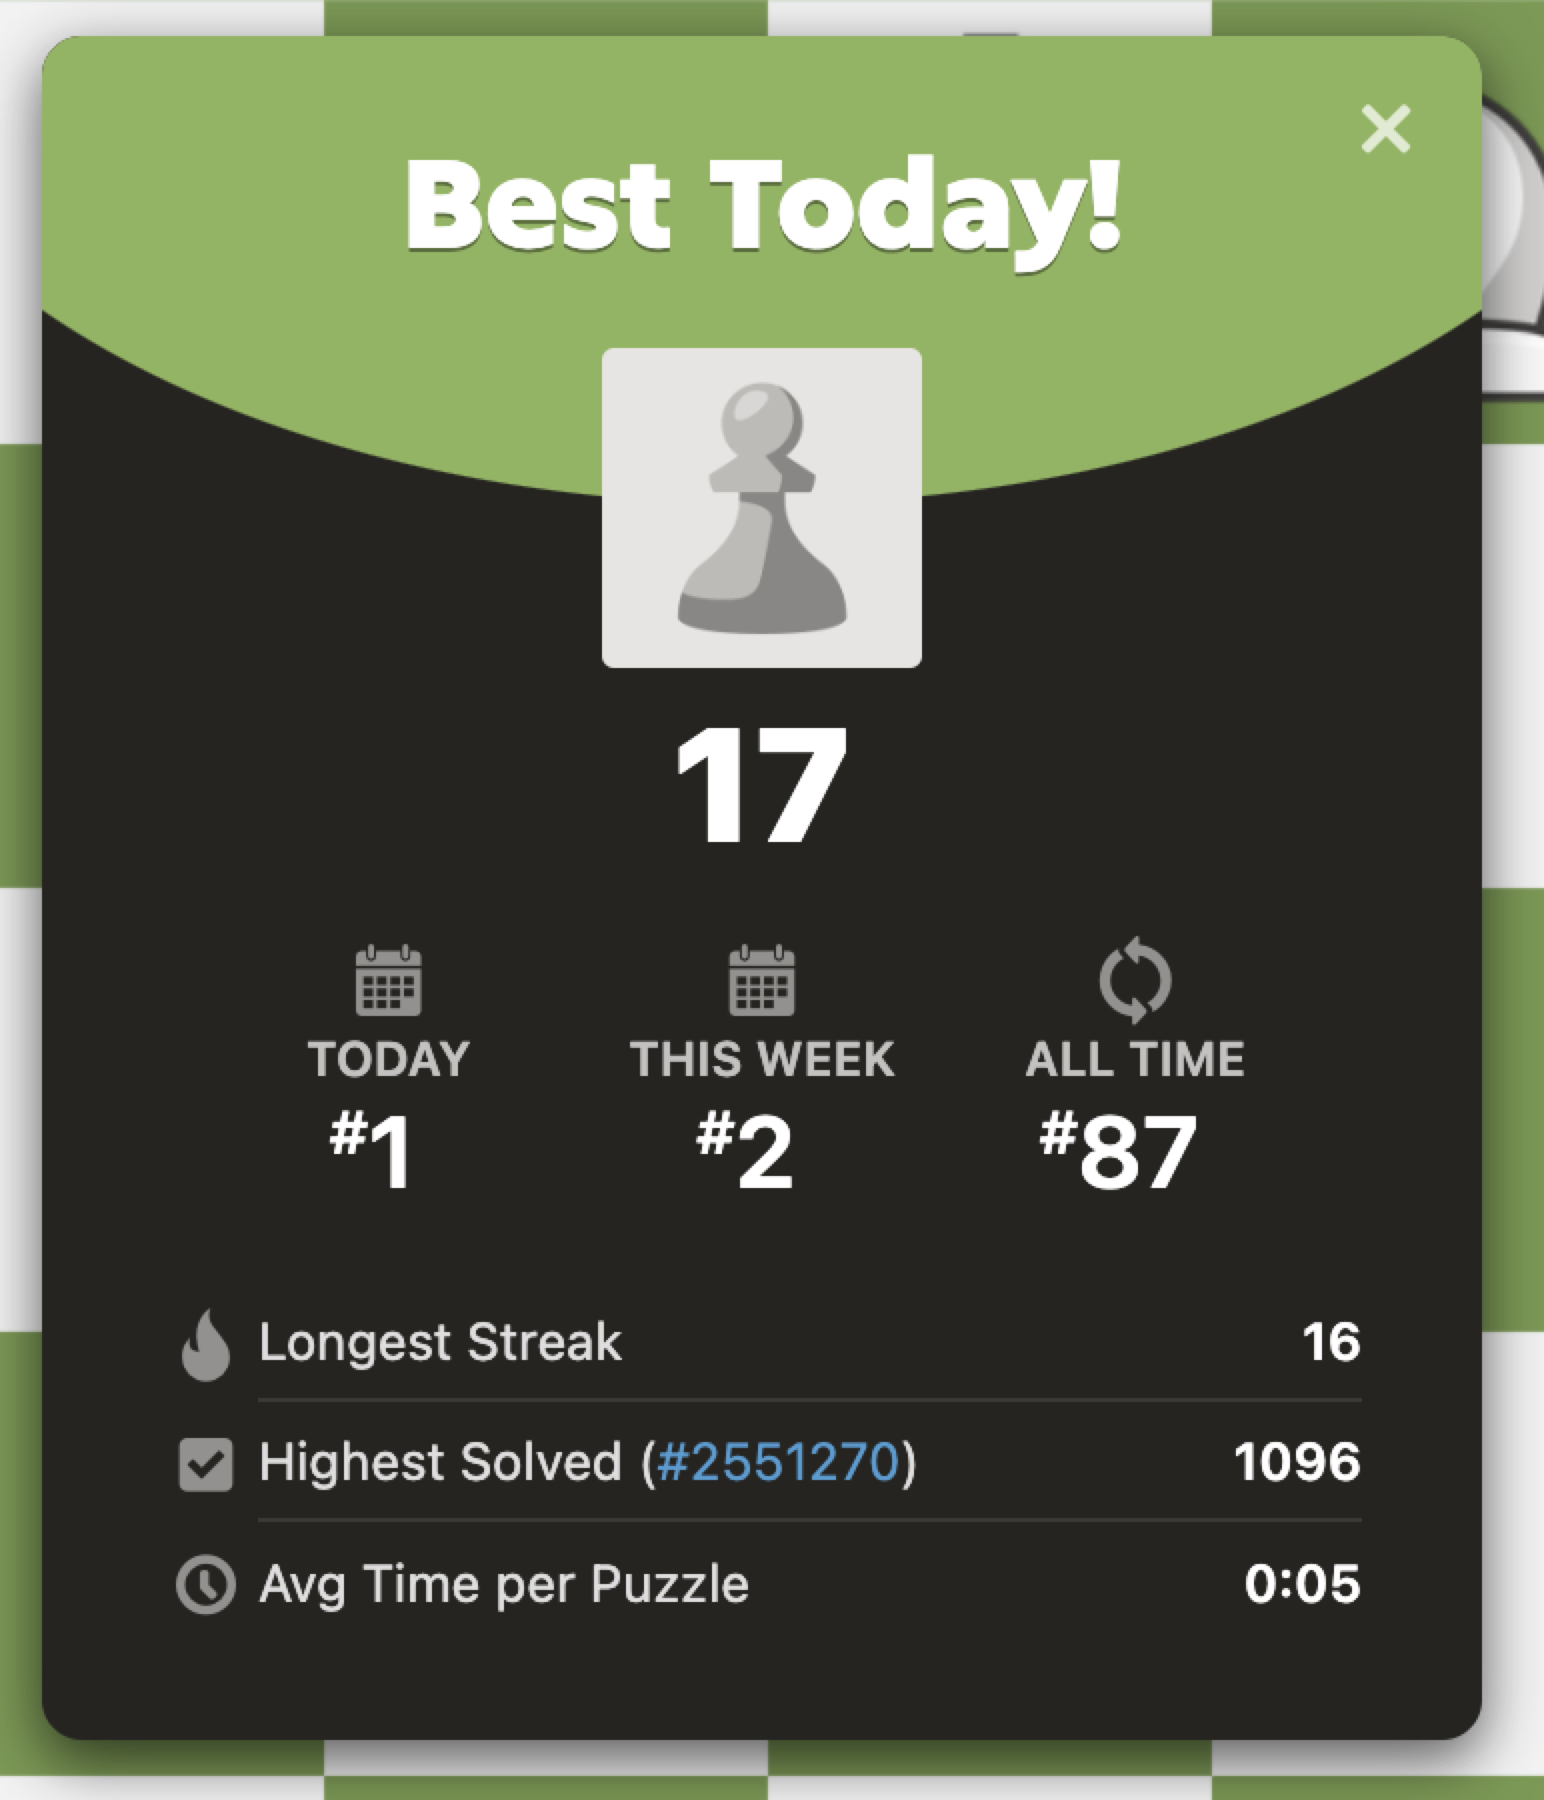 Best Today!
17
TODAY
#1
THIS WEEK
#2
ALL TIME
#87
Longest Streak 16
Highest Solved (#2551270) 1096
Avg Time per Puzzle 0:05